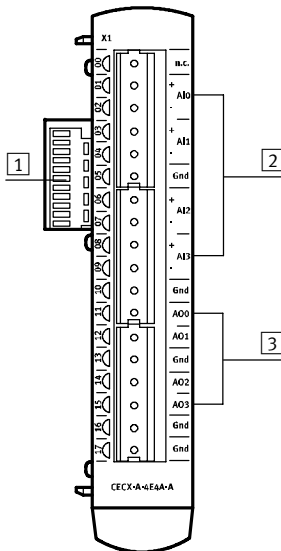 X1
00 n.c.
01 + AI0
02 -
03 + AI1
04 -
05 Gnd
06 + AI2
07 -
08 + AI3
09 -
10 Gnd
11 AO0
12 AO1
13 Gnd
14 AO2
15 AO3
16 Gnd
17 Gnd
CECX-A-4E4A-A
1
2
3